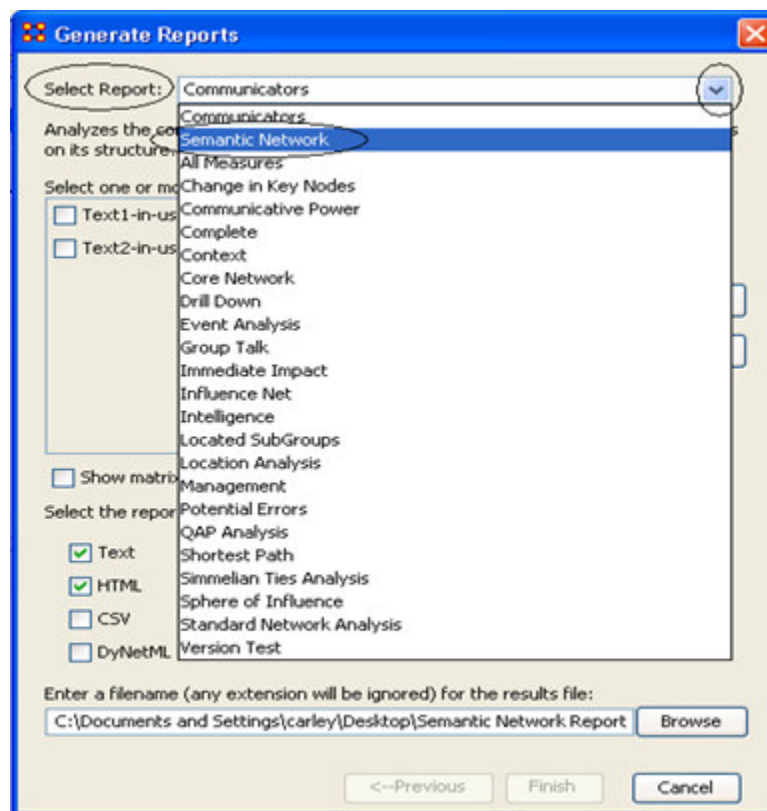 Generate Reports
Select Report: Communicators
Communicators
Analyzes the
Semantic Network
on its structure.
All Measures
Select one or
Change in Key Nodes
Communicative Power
Complete
Context
Core Network
Drill Down
Event Analysis
Group Talk
Immediate Impact
Influence Net
Intelligence
Located SubGroups
Location Analysis
Management
Potential Errors
QAP Analysis
Shortest Path
Simmelian Ties Analysis
Sphere of Influence
Standard Network Analysis
Version Test
Text1-in-us
Text2-in-us
Show
Select the
Text
HTML
CSV
DyNetML
Enter a filename (any extension will be ignored) for the results file:
C:\Documents and Settings\carley\Desktop\Semantic Network Report Browse
<--Previous Finish Cancel